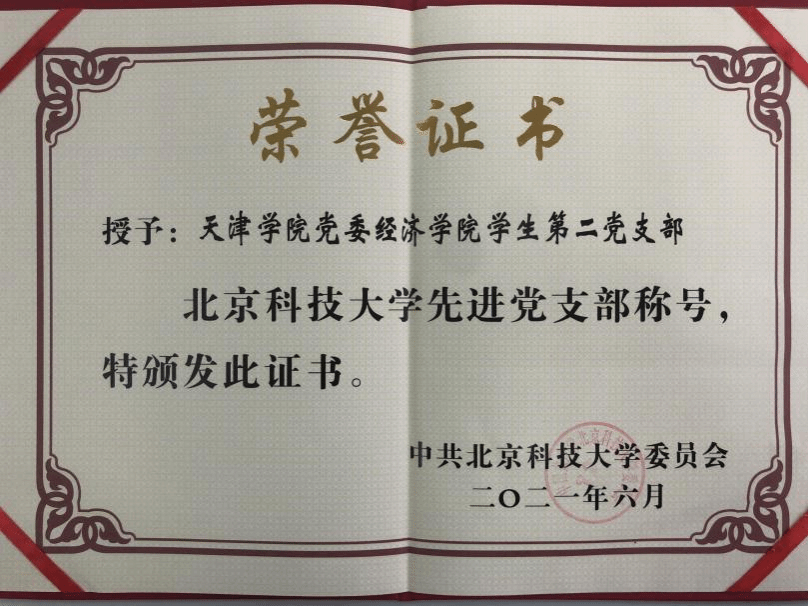 荣誉证书
授予：天津学院党委经济学院学生第二党支部
北京科技大学先进党支部称号，
特颁发此证书。
中共北京科技大学委员会
二〇二一年六月